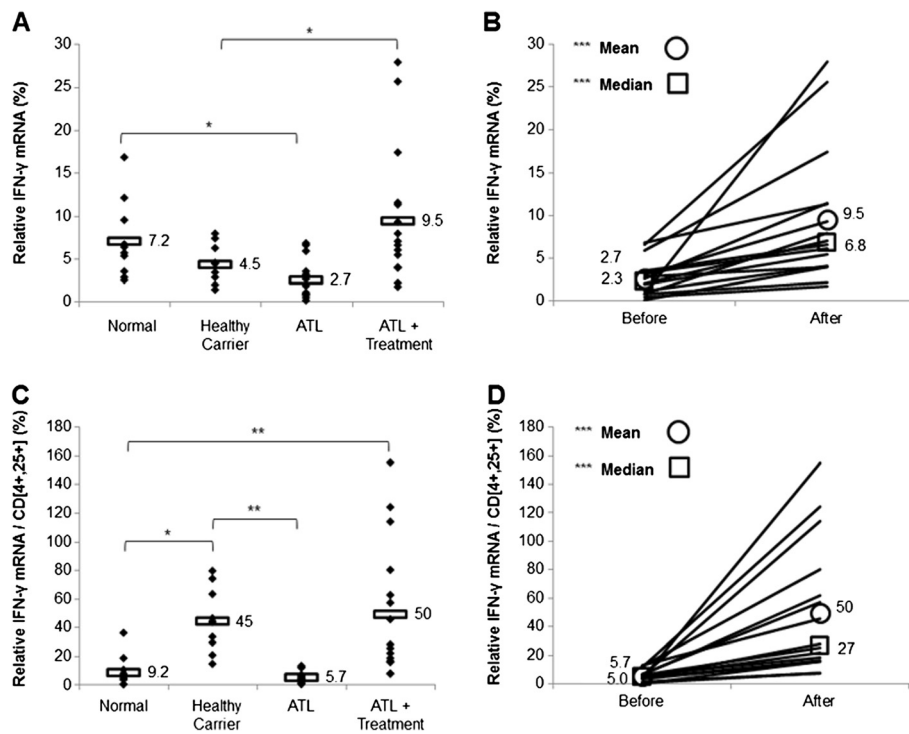 A
Relative IFN-γ mRNA (%)
30
25
20
15
10
5
0
*
*
7.2
4.5
2.7
9.5
Normal
Healthy
Carrier
ATL
ATL +
Treatment
B
Relative IFN-γ mRNA (%)
30
25
20
15
10
5
0
*** Mean
*** Median
2.7
2.3
9.5
6.8
Before
After
C
Relative IFN-γ mRNA / CD[4+,25+] (%)
180
160
140
120
100
80
60
40
20
0
**
**
*
9.2
45
5.7
50
Normal
Healthy
Carrier
ATL
ATL +
Treatment
D
Relative IFN-γ mRNA / CD[4+,25+] (%)
180
160
140
120
100
80
60
40
20
0
*** Mean
*** Median
5.7
5.0
50
27
Before
After